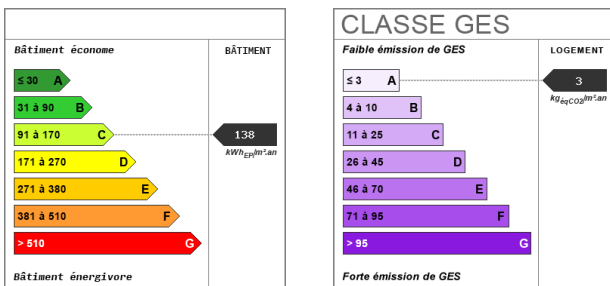 Bâtiment économe
BÂTIMENT
≤ 30 A
31 à 90 B
91 à 170 C
138
kWhEP/m².an
171 à 270 D
271 à 380 E
381 à 510 F
> 510 G
Bâtiment énergivore
CLASSE GES
Faible émission de GES
LOGEMENT
≤ 3 A
3
kgéqCO2/m².an
4 à 10 B
11 à 25 C
26 à 45 D
46 à 70 E
71 à 95 F
> 95 G
Forte émission de GES